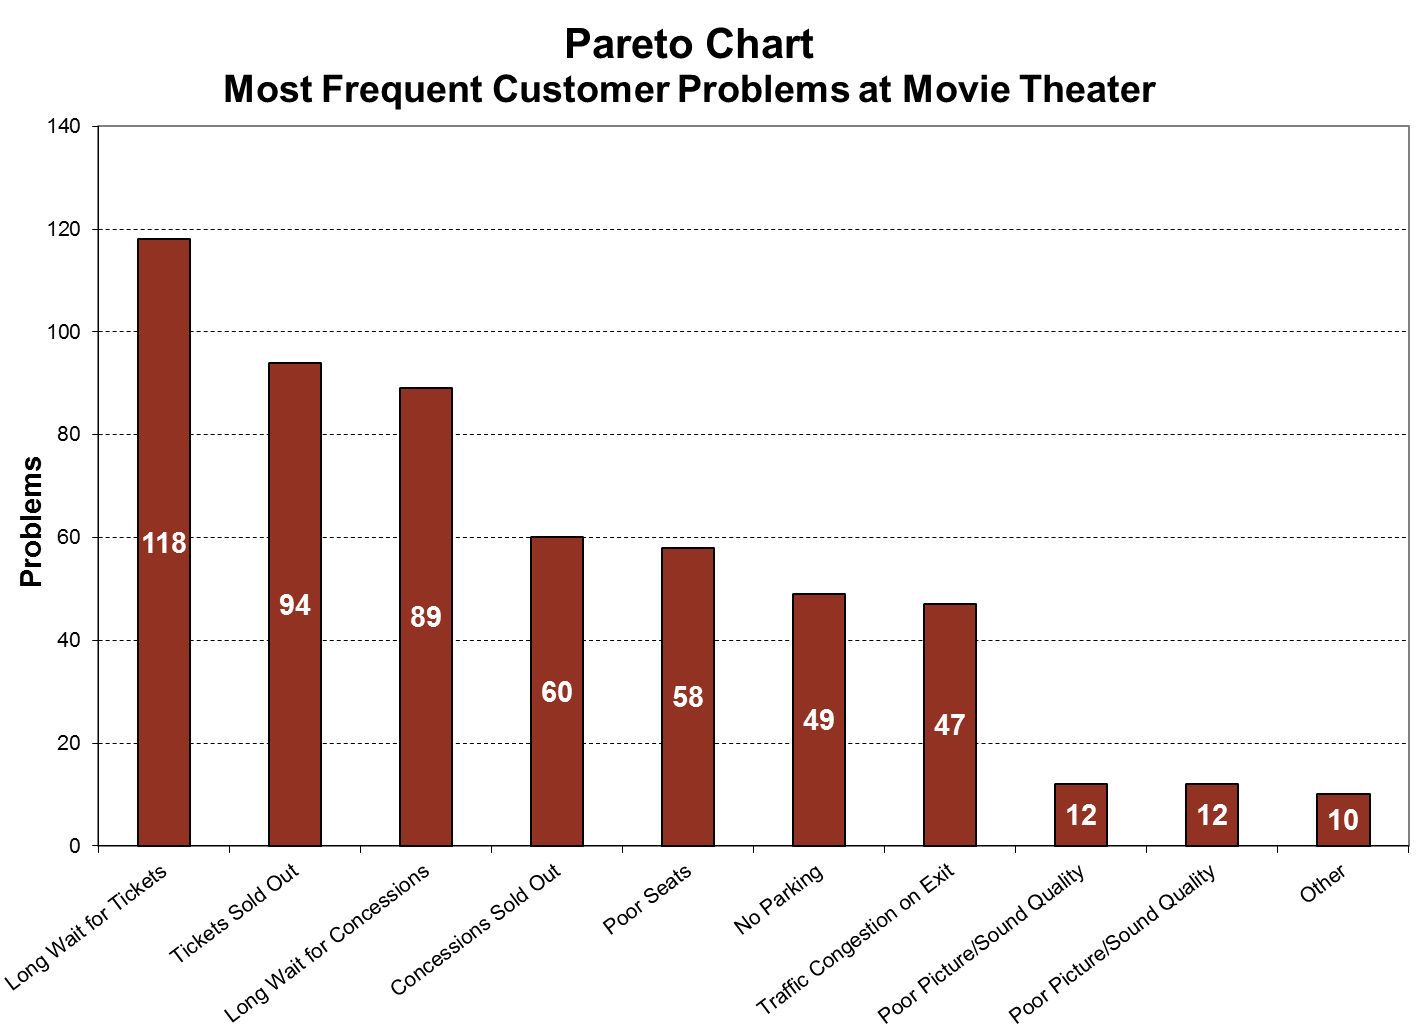 Pareto Chart
Most Frequent Customer Problems at Movie Theater
Problems
140
120
100
80
60
40
20
0
118
94
89
60
58
49
47
12
12
10
Long Wait for Tickets
Tickets Sold Out
Long Wait for Concessions
Concessions Sold Out
Poor Seats
No Parking
Traffic Congestion on Exit
Poor Picture/Sound Quality
Poor Picture/Sound Quality
Other